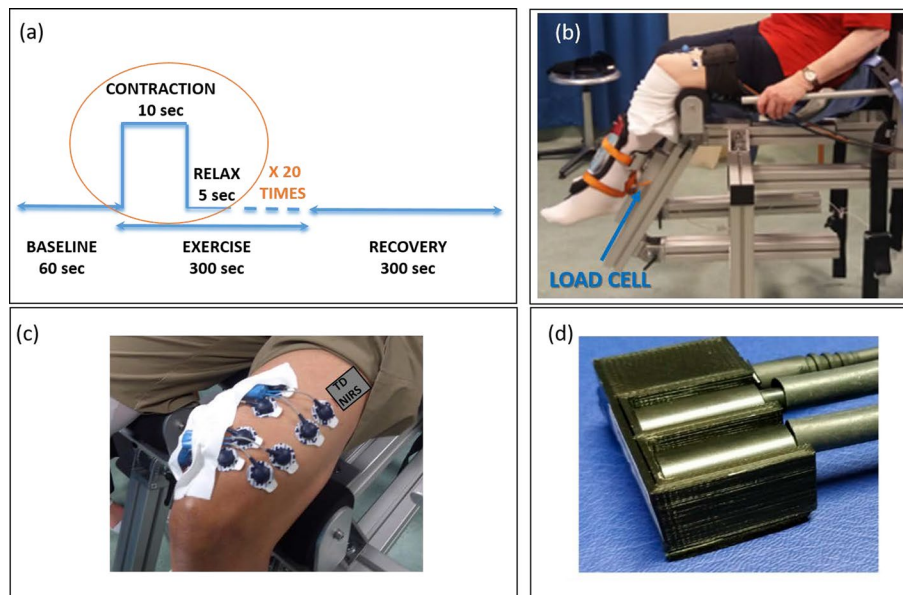 (a)
CONTRACTION
10 sec
RELAX
5 sec
X 20
TIMES
BASELINE
60 sec
EXERCISE
300 sec
RECOVERY
300 sec
(b)
LOAD CELL
(c)
TD
NIRS
(d)